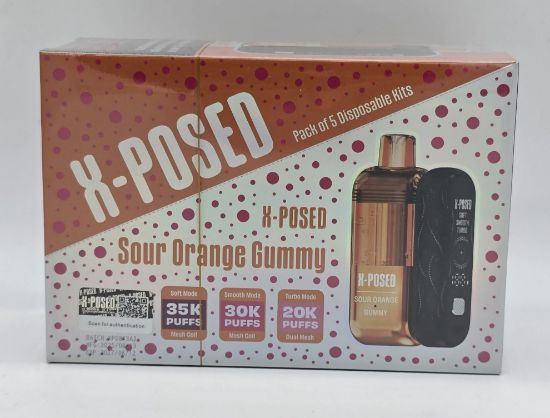 X-POSED
Pack of 5 Disposable Kits
X-POSED
Sour Orange Gummy
Soft Mode
35K
PUFFS
Mesh Coil
Smooth Mode
30K
PUFFS
Mesh Coil
Turbo Mode
20K
PUFFS
Dual Mesh
X-POSED
Scan for authentication
X-POSED
SOUR ORANGE
GUMMY
X-POSED
SOFT
SMOOTH
TURBO